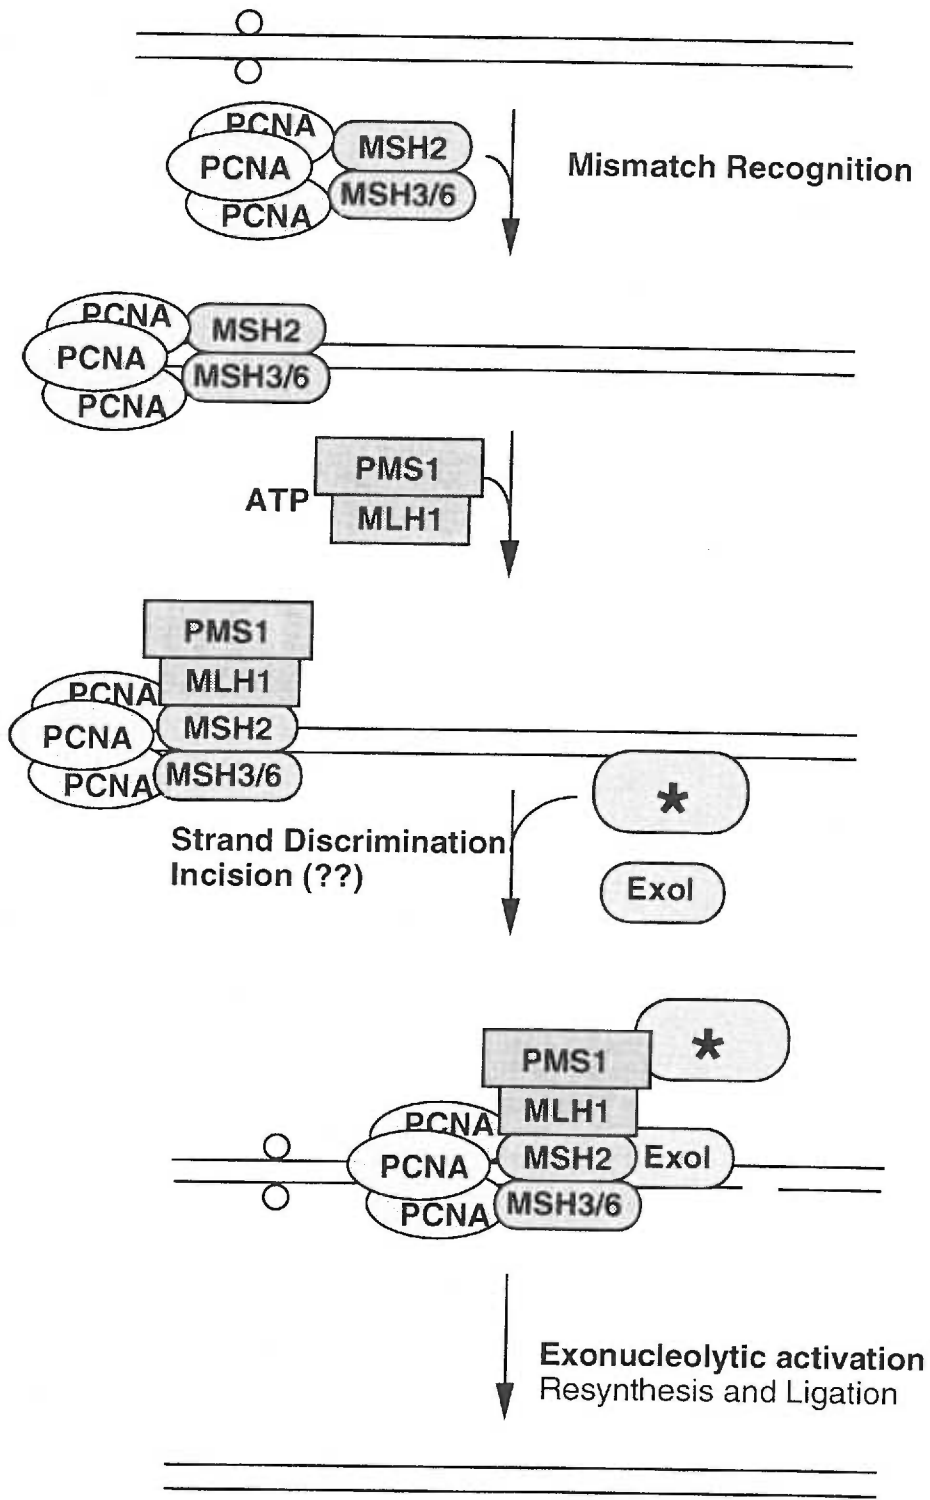 PCNA
MSH2
PCNA
Mismatch Recognition
MSH3/6
PCNA
PCNA
MSH2
PCNA
MSH3/6
PCNA
PMS1
ATP
MLH1
PMS1
MLH1
PCNA
MSH2
PCNA
MSH3/6
PCNA
*
Strand Discrimination
Incision (??)
ExoI
*
PMS1
MLH1
PCNA
MSH2
ExoI
PCNA
MSH3/6
PCNA
Exonucleolytic activation
Resynthesis and Ligation